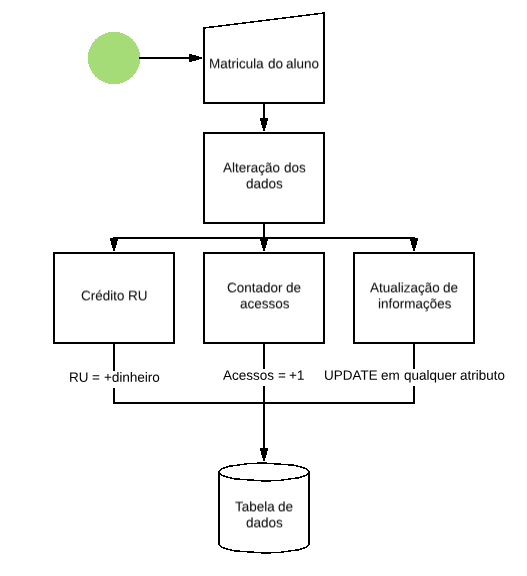 Matricula do aluno
Alteração dos
dados
Crédito RU
Contador de
acessos
Atualização de
informações
RU = +dinheiro
Acessos = +1
UPDATE em qualquer atributo
Tabela de
dados